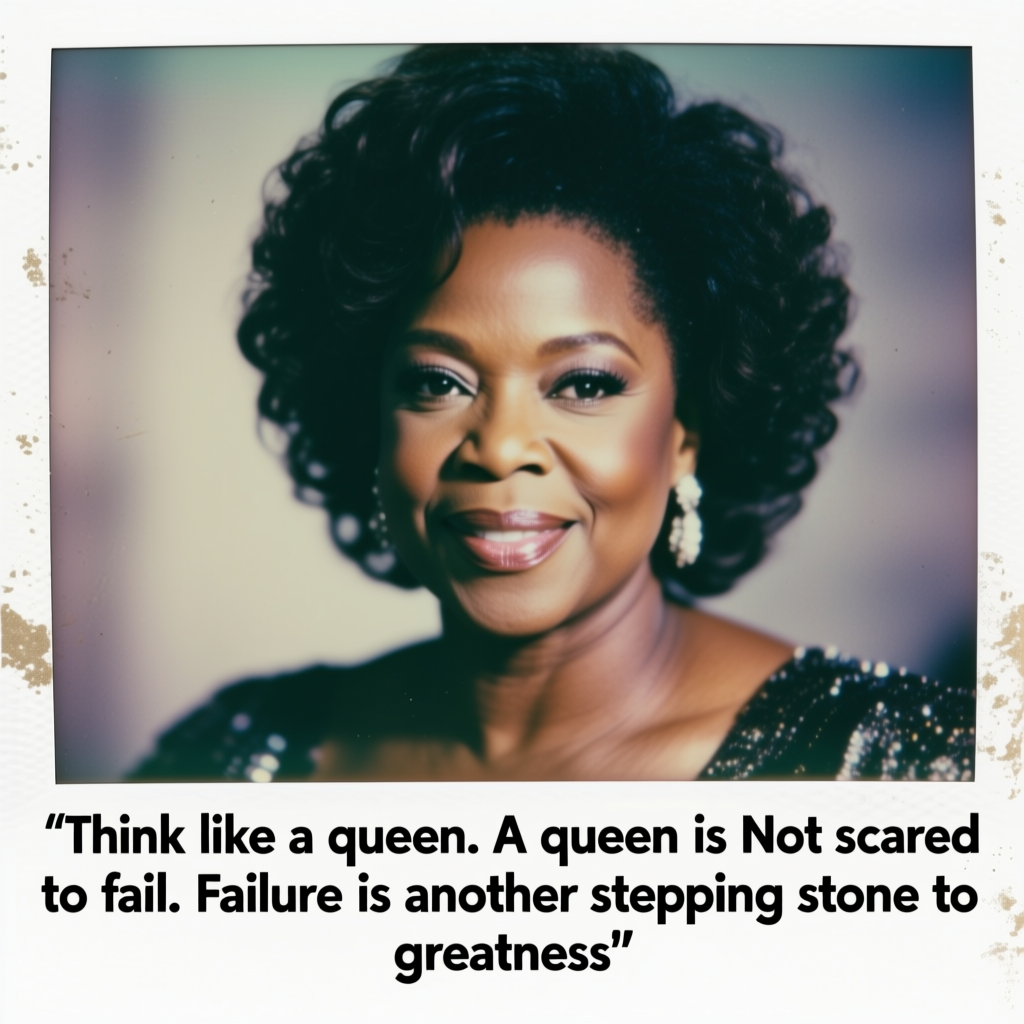 “Think like a queen. A queen is Not scared
to fail. Failure is another stepping stone to
greatness”